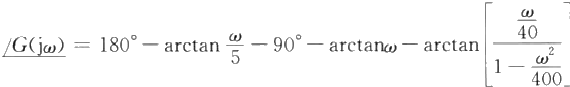 /G(jω) = 180° − arctan ω/5 − 90° − arctanω − arctan[(ω/40)/(1 − ω²/400)]